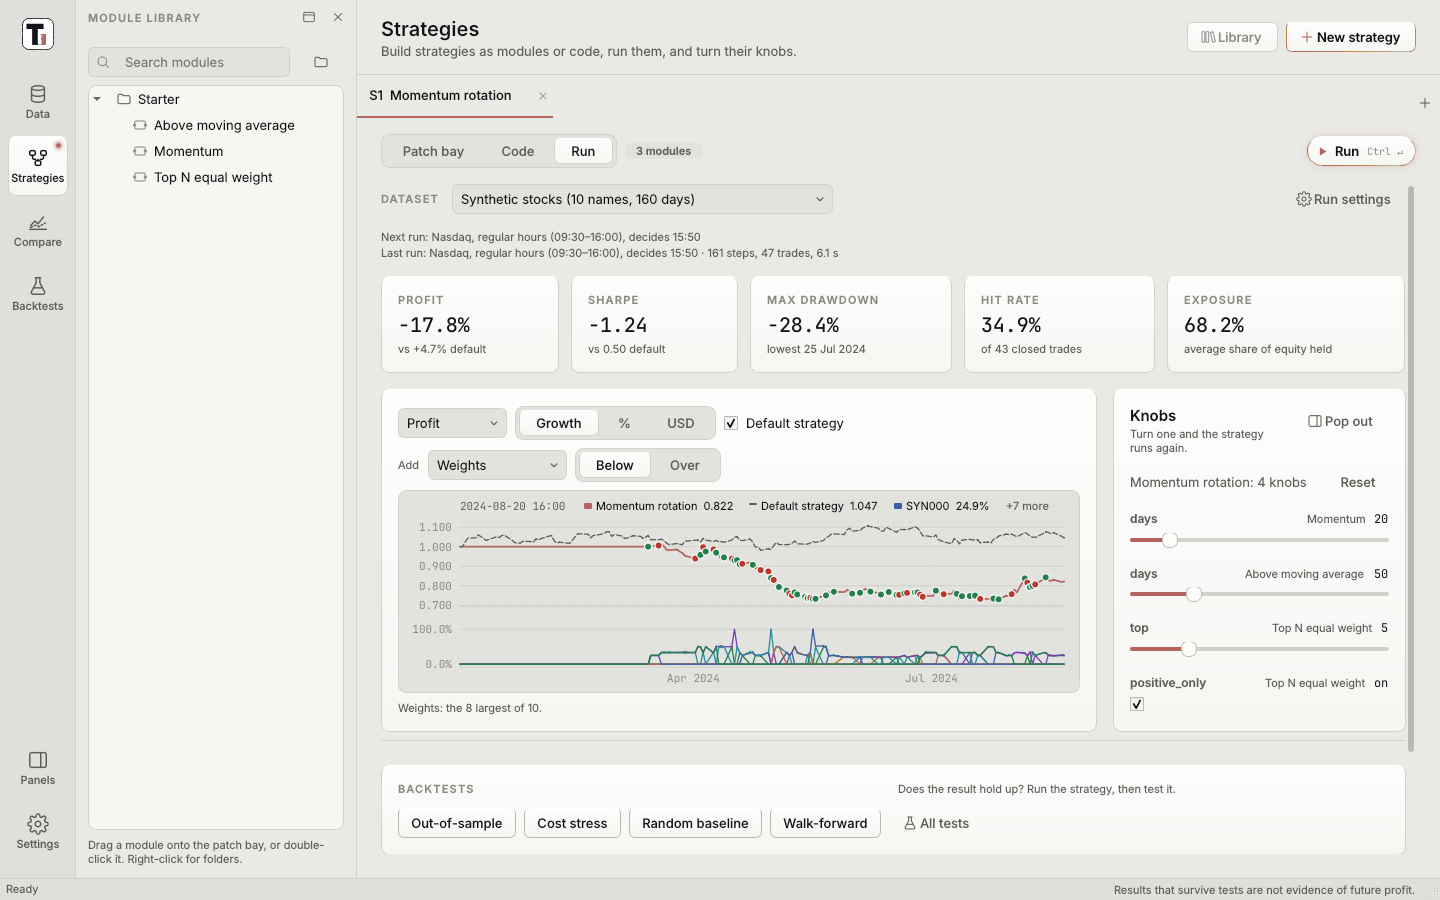 MODULE LIBRARY
Search modules
Starter
Above moving average
Momentum
Top N equal weight
Drag a module onto the patch bay, or double-
click it. Right-click for folders.
Data
Strategies
Compare
Backtests
Panels
Settings
Strategies
Build strategies as modules or code, run them, and turn their knobs.
Library
New strategy
S1 Momentum rotation
Patch bay Code Run 3 modules
Run Ctrl ↵
DATASET Synthetic stocks (10 names, 160 days)
Run settings
Next run: Nasdaq, regular hours (09:30–16:00), decides 15:50
Last run: Nasdaq, regular hours (09:30–16:00), decides 15:50 · 161 steps, 47 trades, 6.1 s
PROFIT
-17.8%
vs +4.7% default
SHARPE
-1.24
vs 0.50 default
MAX DRAWDOWN
-28.4%
lowest 25 Jul 2024
HIT RATE
34.9%
of 43 closed trades
EXPOSURE
68.2%
average share of equity held
Profit Growth % USD Default strategy
Add Weights Below Over
2024-08-20 16:00 Momentum rotation 0.822 Default strategy 1.047 SYN000 24.9% +7 more
1.100
1.000
0.900
0.800
0.700
100.0%
0.0%
Apr 2024 Jul 2024
Weights: the 8 largest of 10.
Knobs
Turn one and the strategy
runs again.
Pop out
Momentum rotation: 4 knobs Reset
days Momentum 20
days Above moving average 50
top Top N equal weight 5
positive_only Top N equal weight on
BACKTESTS
Does the result hold up? Run the strategy, then test it.
Out-of-sample Cost stress Random baseline Walk-forward All tests
Ready
Results that survive tests are not evidence of future profit.